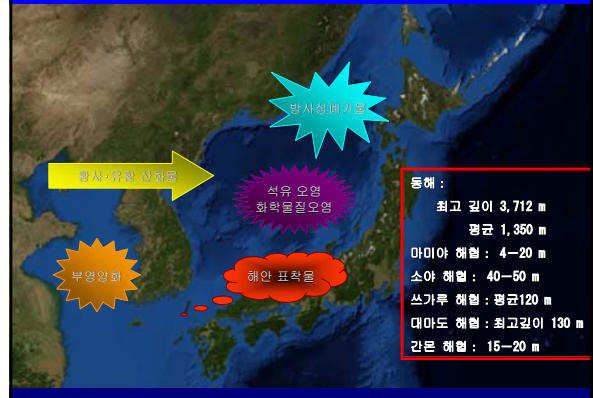 방사성폐기물
황사·유황 산화물
석유 오염
화학물질오염
부영양화
해안 표착물
동해 :
최고 깊이 3,712 m
평균 1,350 m
마미야 해협 : 4—20 m
소야 해협 : 40—50 m
쓰가루 해협 : 평균120 m
대마도 해협 : 최고깊이 130 m
간몬 해협 : 15—20 m